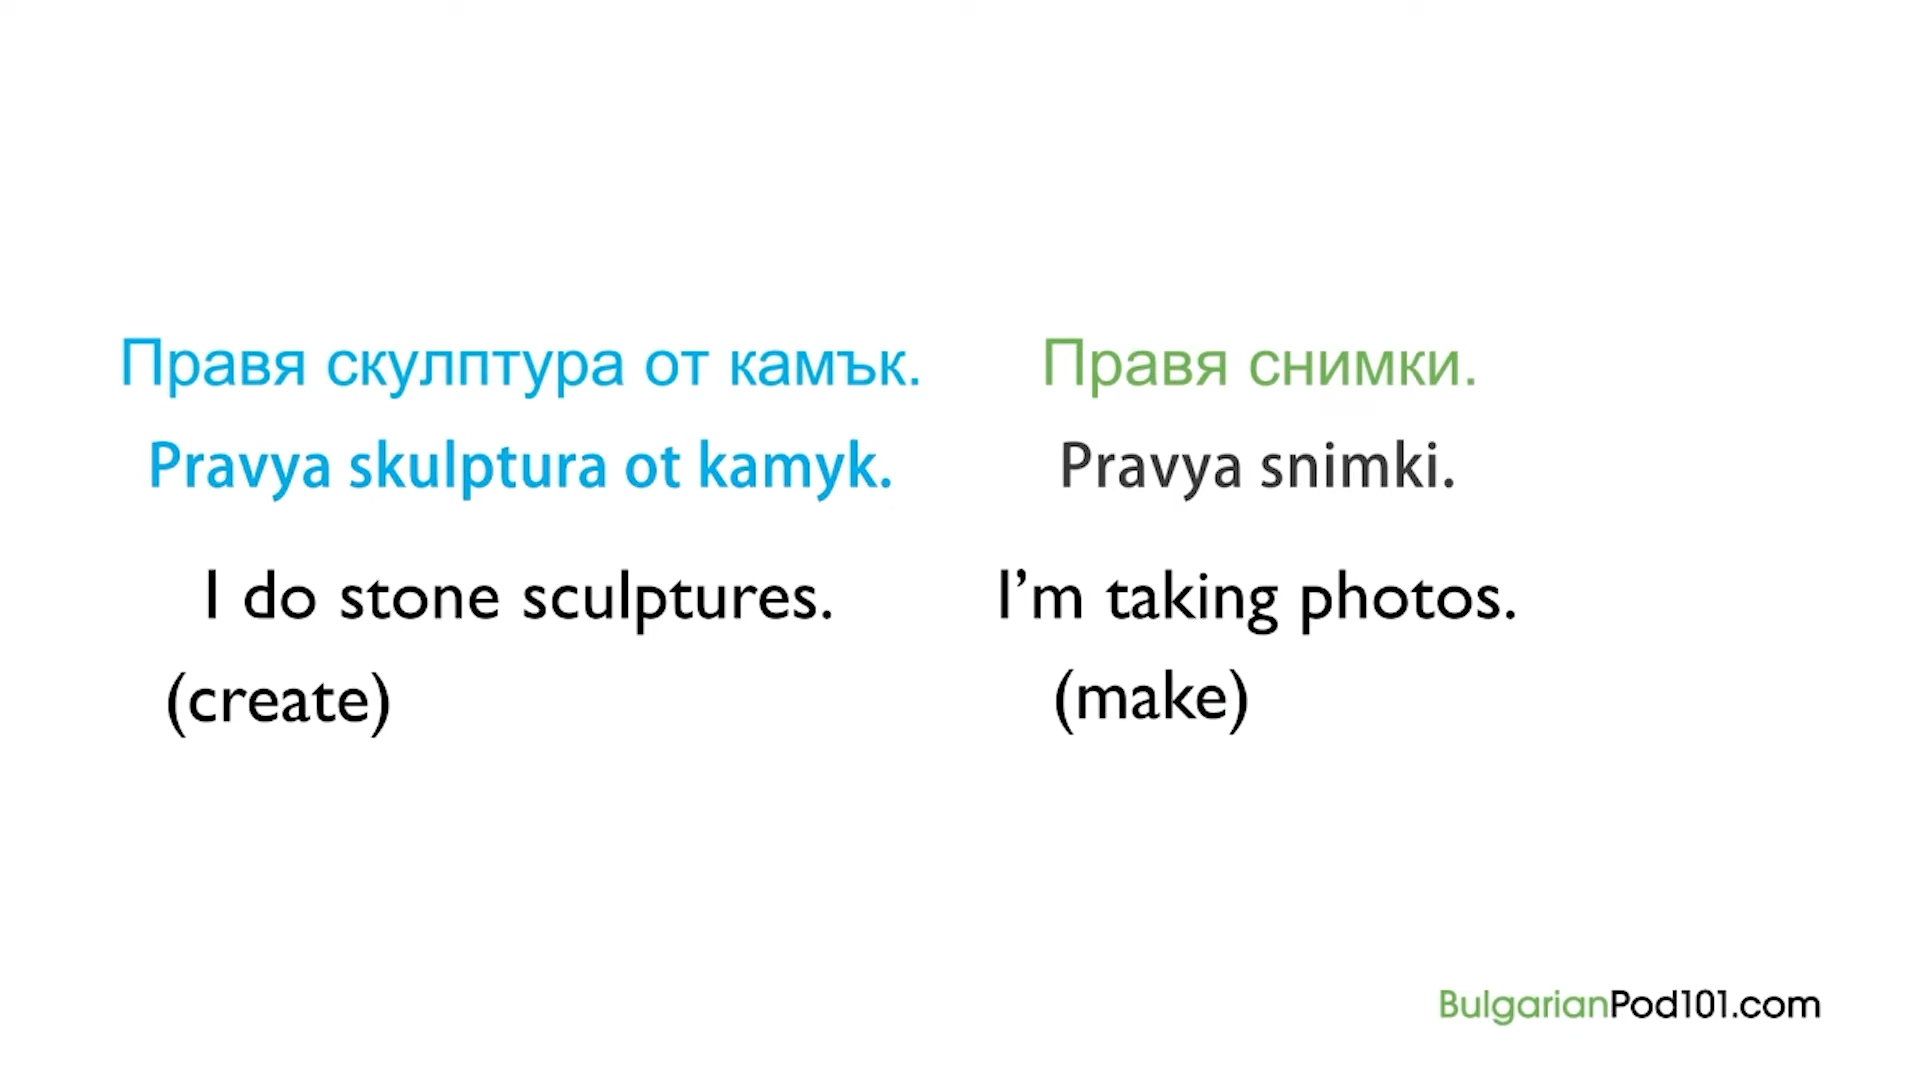 Правя скулптура от камък.
Pravya skulptura ot kamyk.
I do stone sculptures.
(create)
Правя снимки.
Pravya snimki.
I’m taking photos.
(make)
BulgarianPod101.com